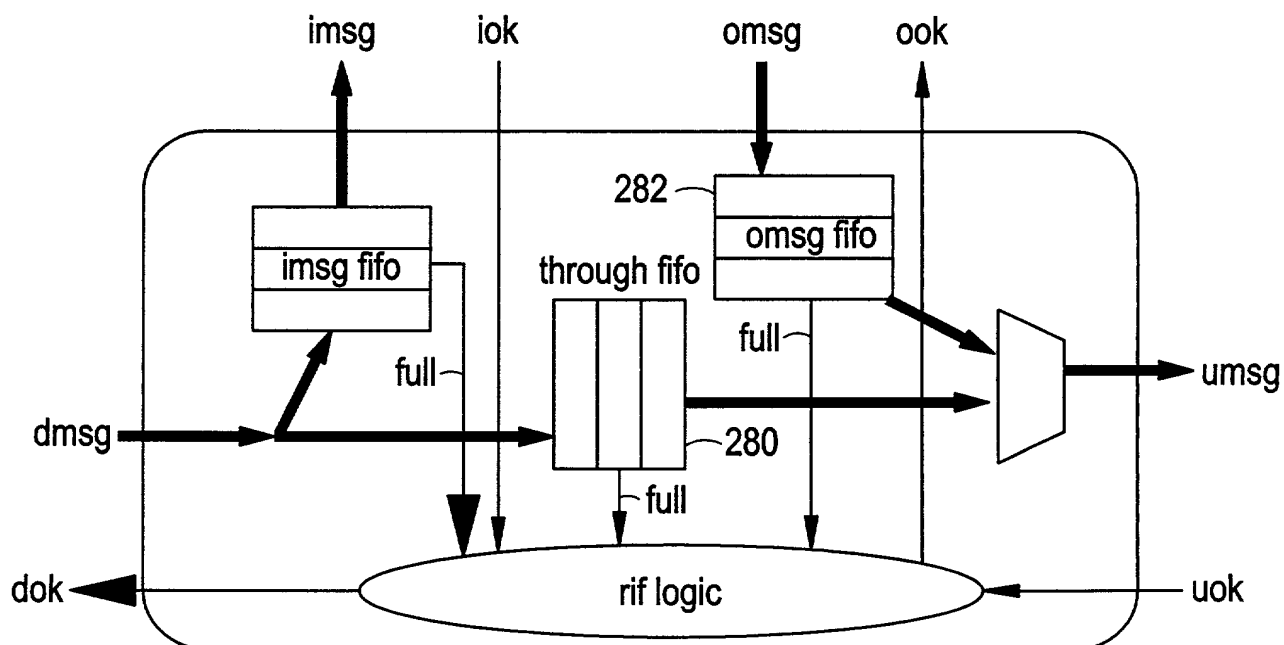 imsg iok omsg ook
282
omsg fifo
imsg fifo
through fifo
full
full
umsg
dmsg
280
full
dok
rif logic
uok